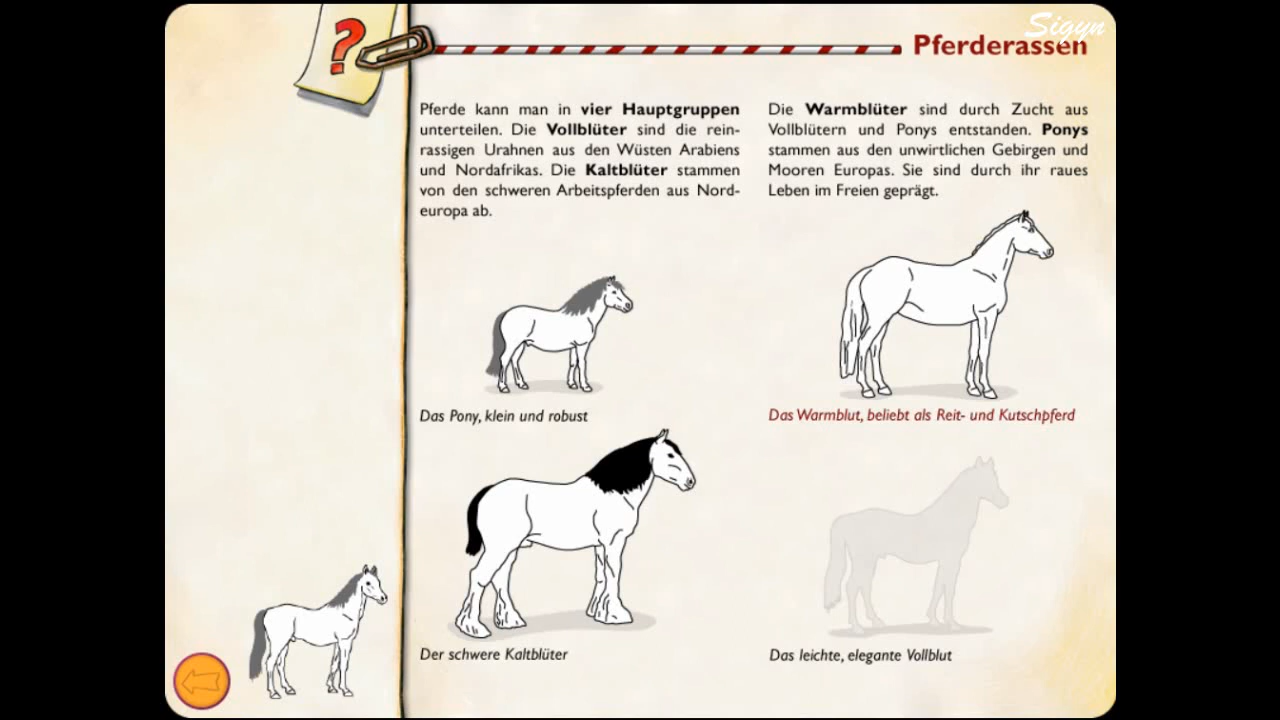 ?
Sigyn
Pferderassen
Pferde kann man in vier Hauptgruppen
unterteilen. Die Vollblüter sind die rein-
rassigen Urahnen aus den Wüsten Arabiens
und Nordafrikas. Die Kaltblüter stammen
von den schweren Arbeitspferden aus Nord-
europa ab.
Die Warmblüter sind durch Zucht aus
Vollblütern und Ponys entstanden. Ponys
stammen aus den unwirtlichen Gebirgen und
Mooren Europas. Sie sind durch ihr raues
Leben im Freien geprägt.
Das Pony, klein und robust
Das Warmblut, beliebt als Reit- und Kutschpferd
Der schwere Kaltblüter
Das leichte, elegante Vollblut